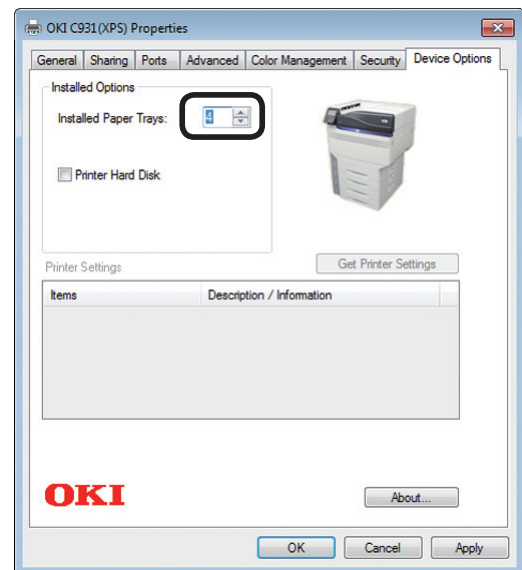 OKI C931(XPS) Properties
General Sharing Ports Advanced Color Management Security Device Options
Installed Options
Installed Paper Trays: 4
Printer Hard Disk
Printer Settings Get Printer Settings
Items Description / Information
OKI
About...
OK Cancel Apply